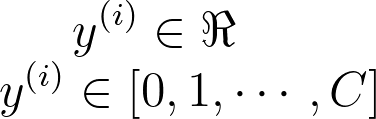 y^{(i)} ∈ ℜ
y^{(i)} ∈ [0, 1, ⋯ , C]